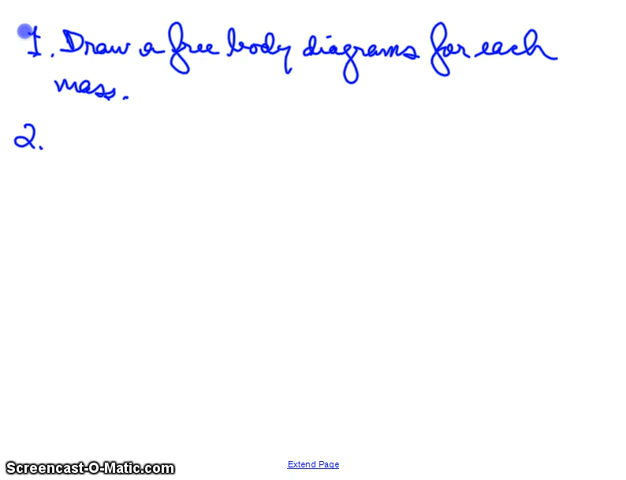 1. Draw a free body diagrams for each
mass.
2.
Extend Page
Screencast-O-Matic.com